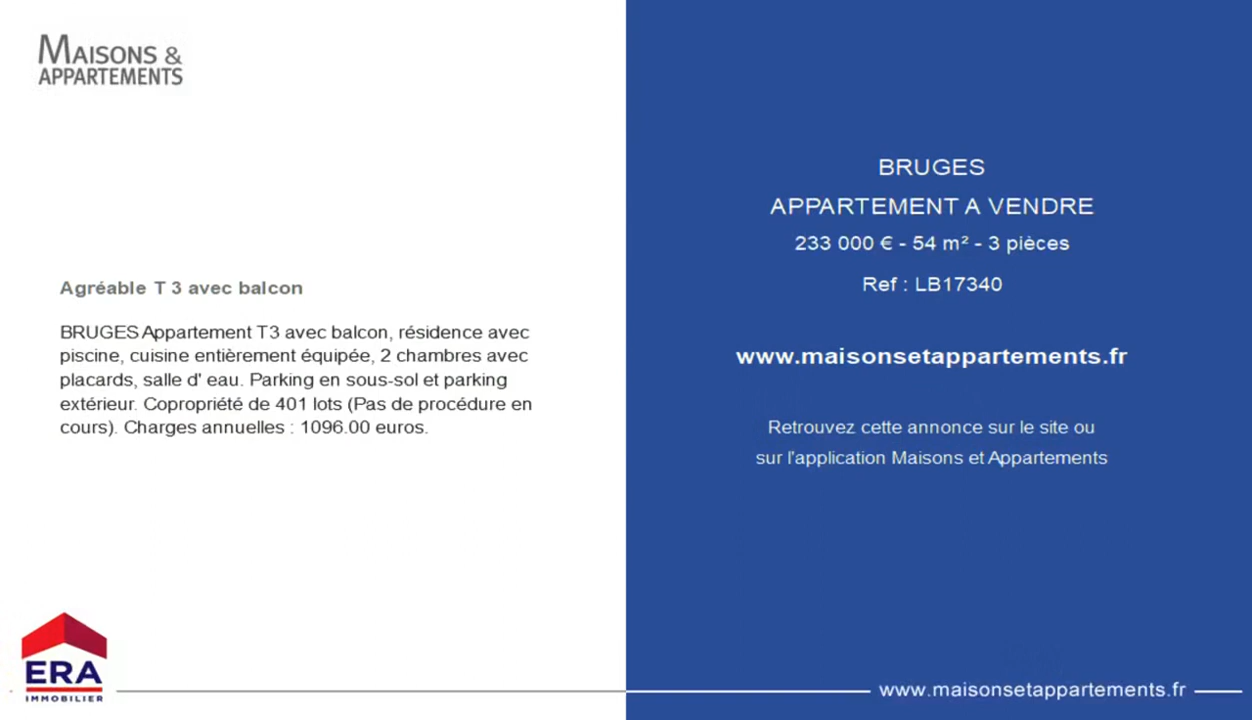 MAISONS &
APPARTEMENTS
Agréable T 3 avec balcon
BRUGES Appartement T3 avec balcon, résidence avec
piscine, cuisine entièrement équipée, 2 chambres avec
placards, salle d' eau. Parking en sous-sol et parking
extérieur. Copropriété de 401 lots (Pas de procédure en
cours). Charges annuelles : 1096.00 euros.
ERA
IMMOBILIER
BRUGES
APPARTEMENT A VENDRE
233 000 € - 54 m² - 3 pièces
Ref : LB17340
www.maisonsetappartements.fr
Retrouvez cette annonce sur le site ou
sur l'application Maisons et Appartements
www.maisonsetappartements.fr